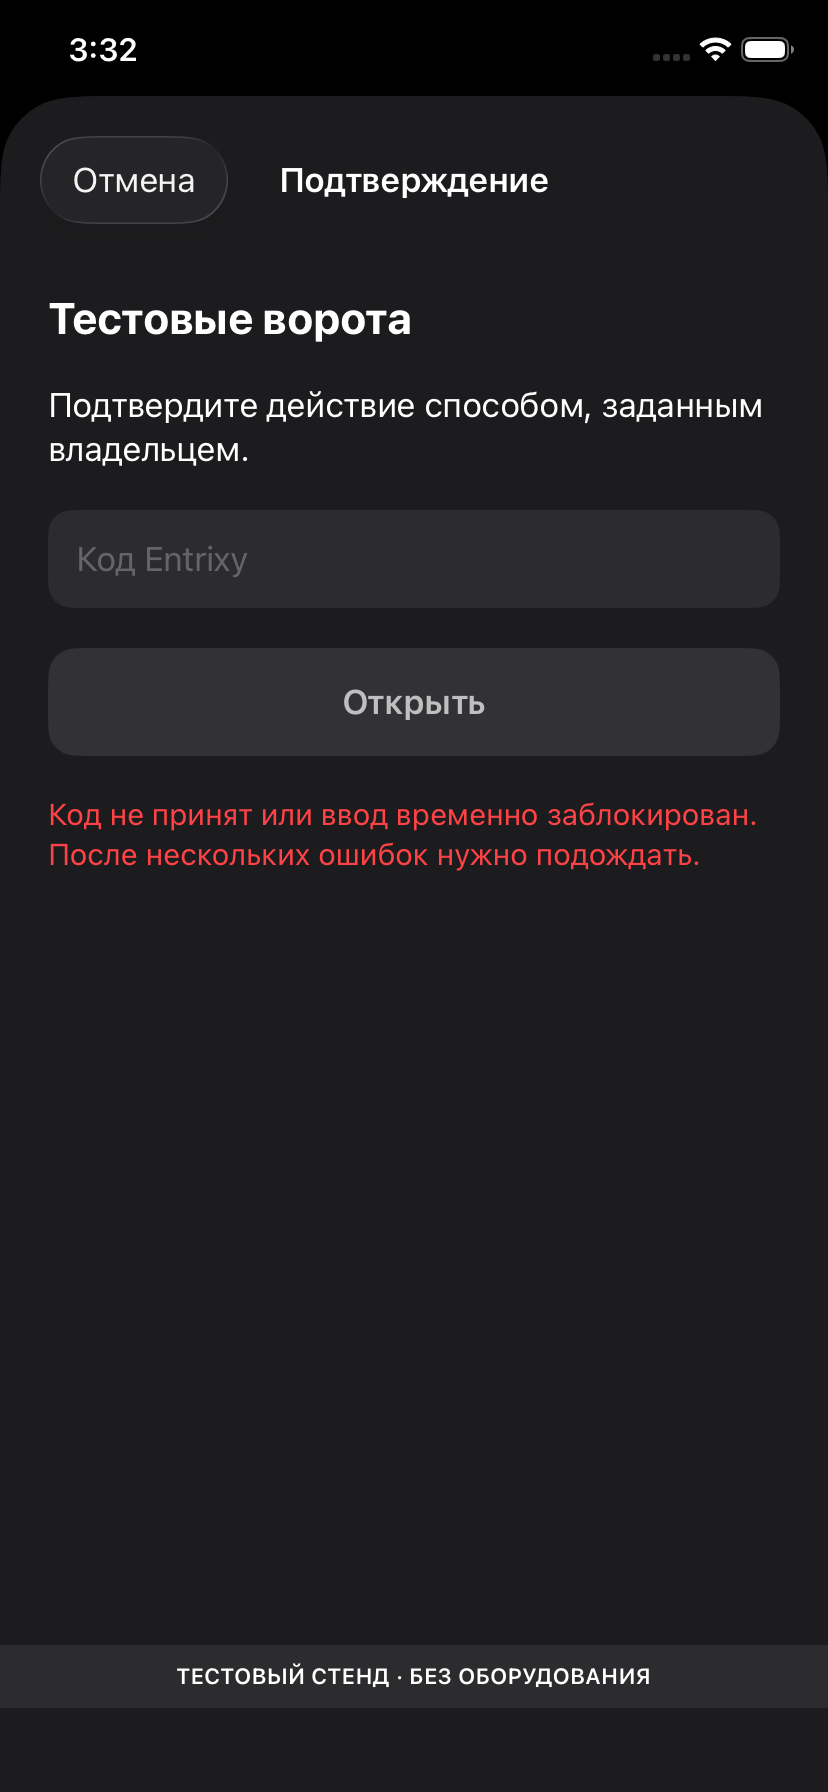 3:32
Отмена
Подтверждение
Тестовые ворота
Подтвердите действие способом, заданным
владельцем.
Код Entrixy
Открыть
Код не принят или ввод временно заблокирован.
После нескольких ошибок нужно подождать.
ТЕСТОВЫЙ СТЕНД · БЕЗ ОБОРУДОВАНИЯ